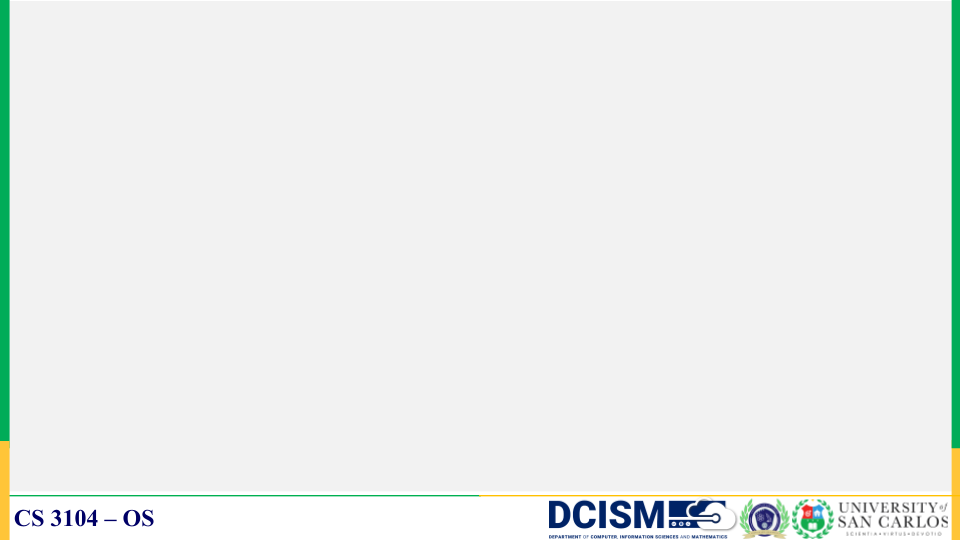 CS 3104 – OS
DCISM
DEPARTMENT OF COMPUTER, INFORMATION SCIENCES AND MATHEMATICS
UNIVERSITY of
SAN CARLOS
SCIENTIA•VIRTUS•DEVOTIO